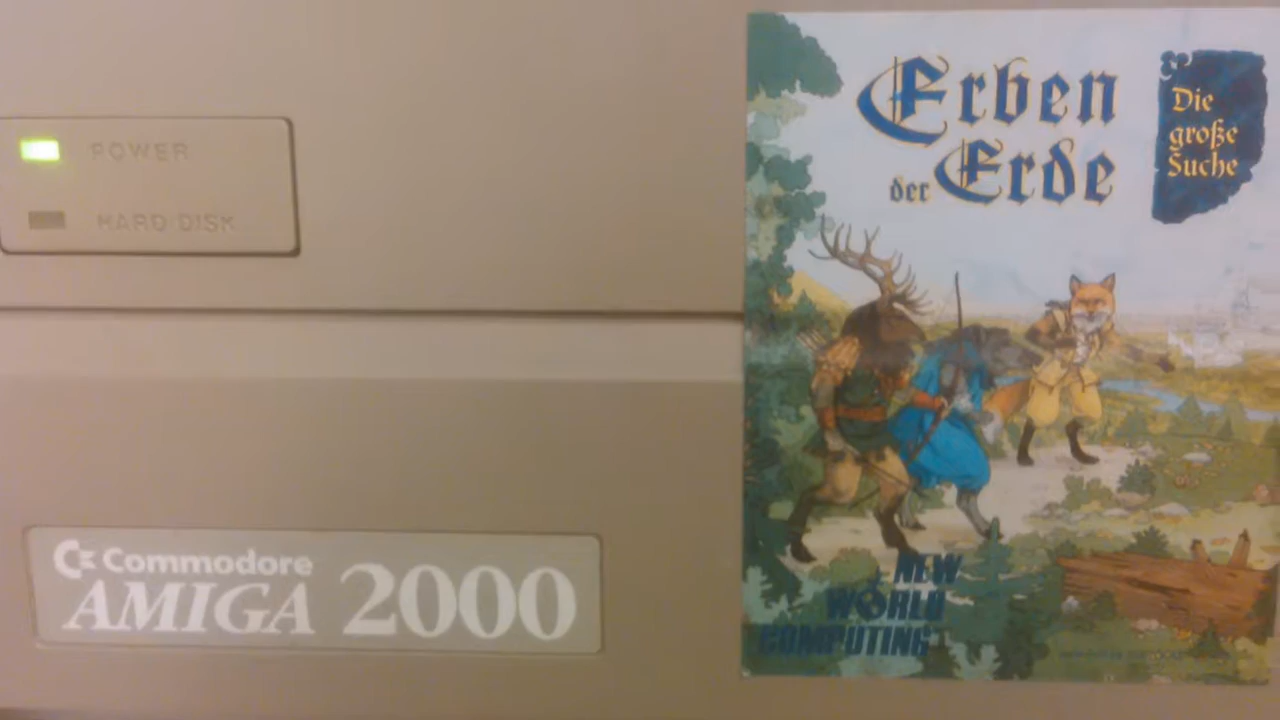 POWER
HARD DISK
Commodore
AMIGA 2000
Erben
der Erde
Die
große
Suche
NEW
WORLD
COMPUTING